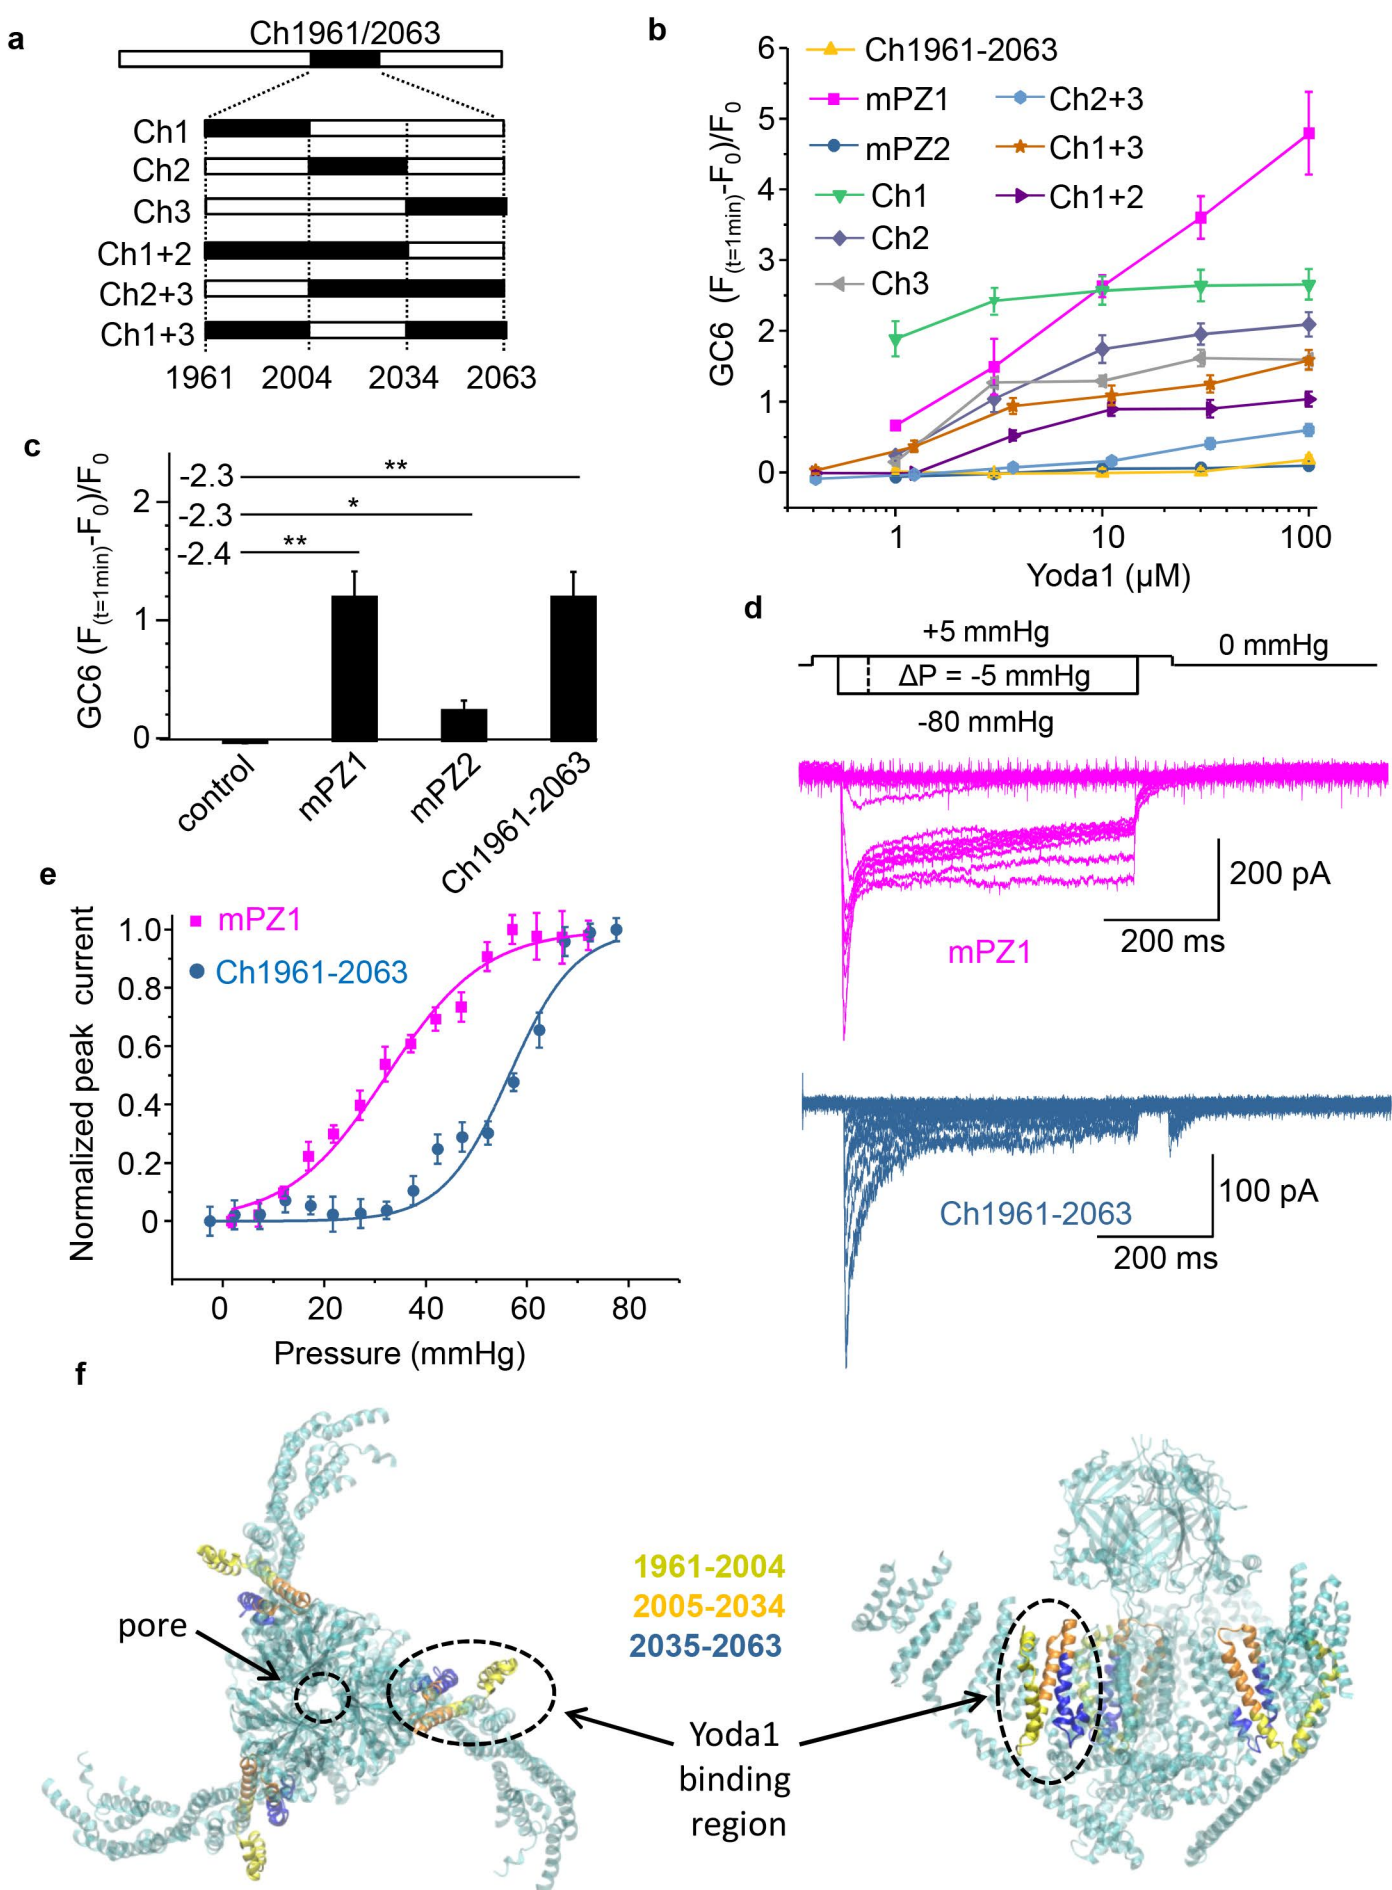 a
Ch1961/2063
Ch1
Ch2
Ch3
Ch1+2
Ch2+3
Ch1+3
1961 2004 2034 2063
b
GC6 (F(t=1min)-F0)/F0
6
5
4
3
2
1
0
Ch1961-2063
mPZ1
mPZ2
Ch1
Ch2
Ch3
Ch2+3
Ch1+3
Ch1+2
1 10 100
Yoda1 (µM)
c
GC6 (F(t=1min)-F0)/F0
2
1
0
-2.3 **
-2.3 *
-2.4 **
control
mPZ1
mPZ2
Ch1961-2063
d
+5 mmHg
0 mmHg
ΔP = -5 mmHg
-80 mmHg
mPZ1
200 pA
200 ms
Ch1961-2063
100 pA
200 ms
e
Normalized peak current
1.0
0.8
0.6
0.4
0.2
0
mPZ1
Ch1961-2063
0 20 40 60 80
Pressure (mmHg)
f
pore
1961-2004
2005-2034
2035-2063
Yoda1
binding
region